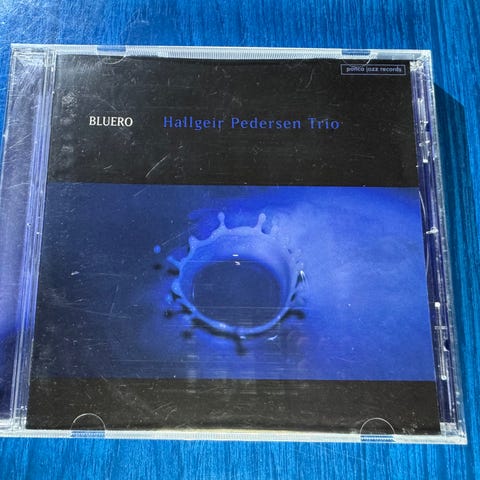 ponca jazz records
BLUERO Hallgeir Pedersen Trio